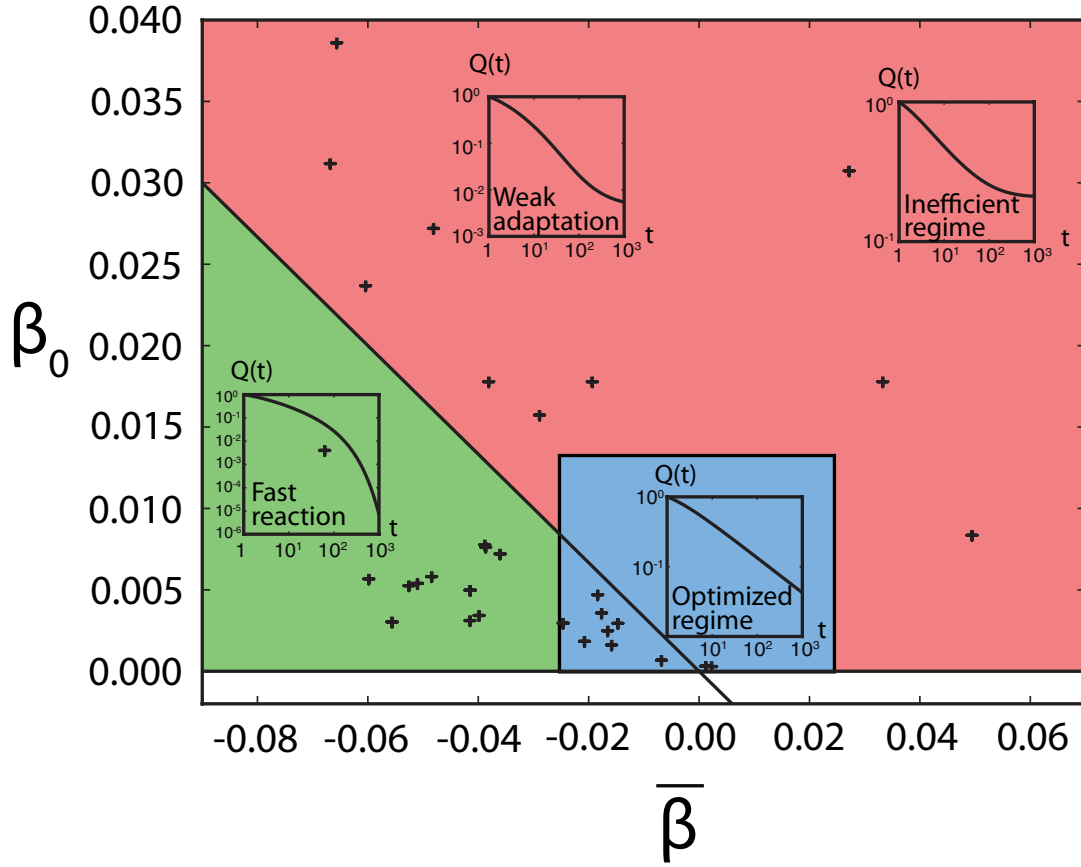 0.040
0.035
0.030
0.025
0.020
0.015
0.010
0.005
0.000
β0
Q(t)
10⁰
10⁻¹
10⁻²
10⁻³
Weak
adaptation
t
1
10¹
10²
10³
Q(t)
10⁰
10⁻¹
Inefficient
regime
t
1
10¹
10²
10³
Q(t)
10⁰
10⁻¹
10⁻²
10⁻³
10⁻⁴
10⁻⁵
10⁻⁶
Fast
reaction
t
1
10¹
10²
10³
Q(t)
10⁰
10⁻¹
Optimized
regime
t
10¹
10²
10³
-0.08
-0.06
-0.04
-0.02
0.00
0.02
0.04
0.06
β̅